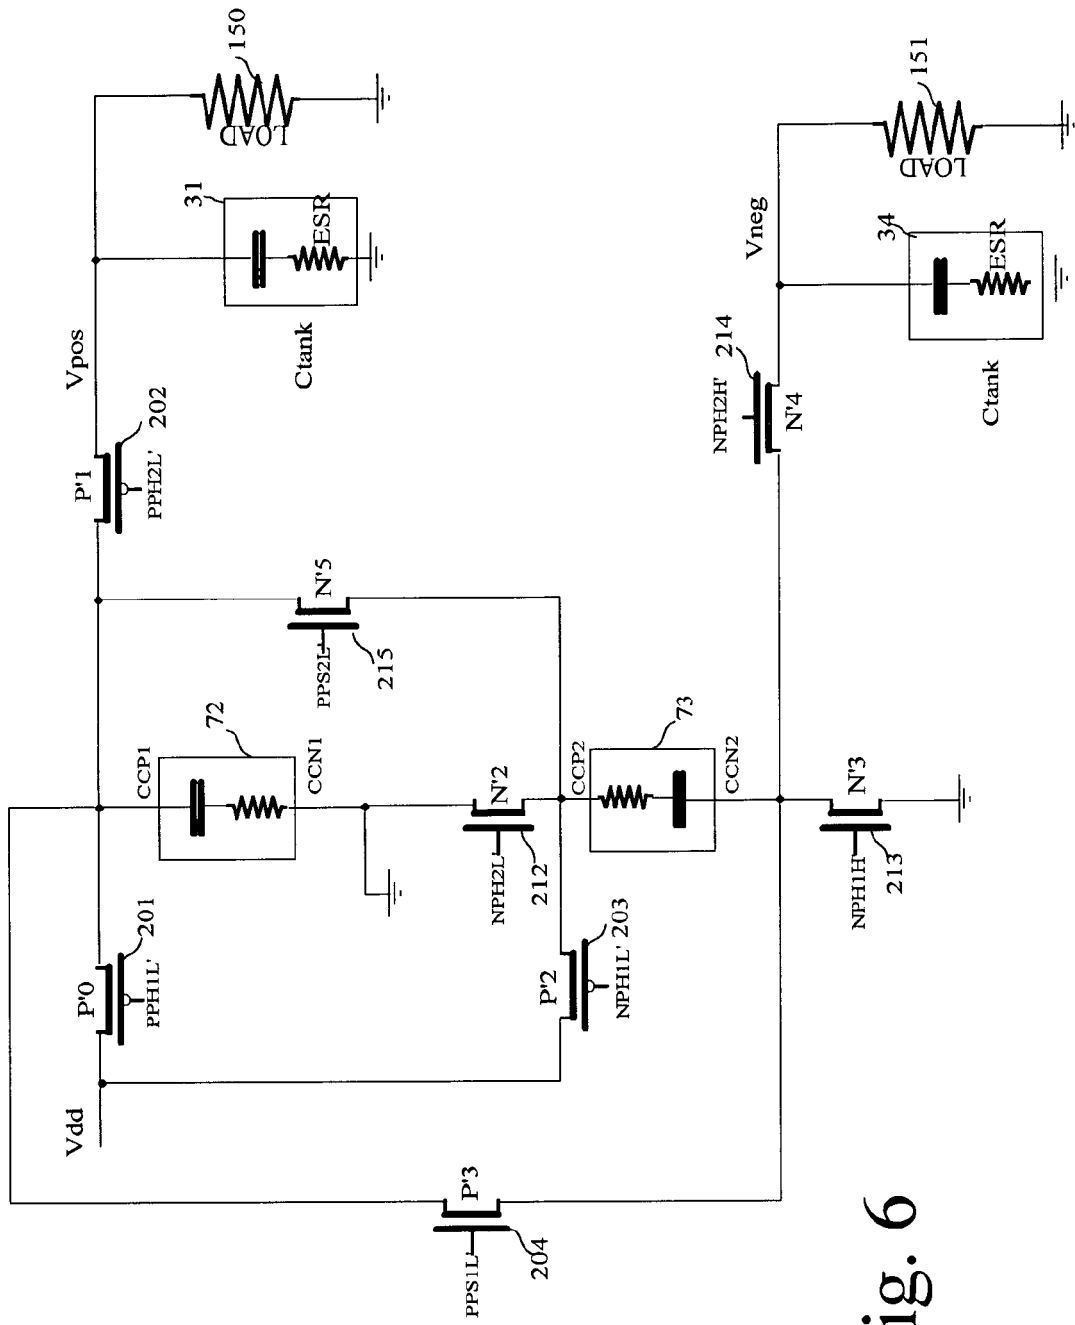 150
LOAD
31
ESR
Ctank
Vpos
202
P'1
PPH2L'
N'5
PPS2L'
215
72
CCP1
CCN1
N'2
NPH2L'
212
CCP2
73
CCN2
N'3
NPH1H'
213
201
P'0
PPH1L'
P'2
NPH1L'
203
Vdd
P'3
PPS1L'
204
151
LOAD
Vneg
34
ESR
Ctank
214
NPH2H'
N'4
ig. 6